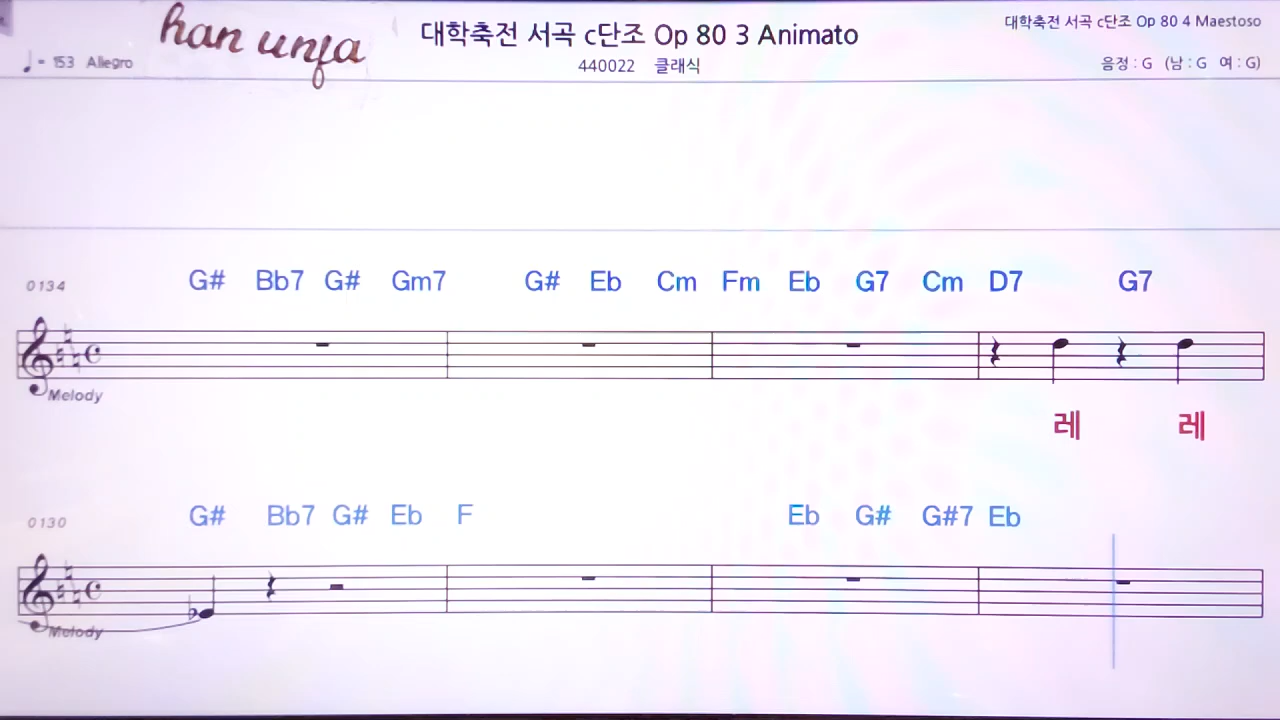 han unfa
대학축전 서곡 c단조 Op 80 3 Animato
대학축전 서곡 c단조 Op 80 4 Maestoso
♩ = 153 Allegro
440022 클래식
음정 : G (남 : G 여 : G)
0134
G# Bb7 G# Gm7 G# Eb Cm Fm Eb G7 Cm D7 G7
Melody
레 레
0130
G# Bb7 G# Eb F Eb G# G#7 Eb
Melody